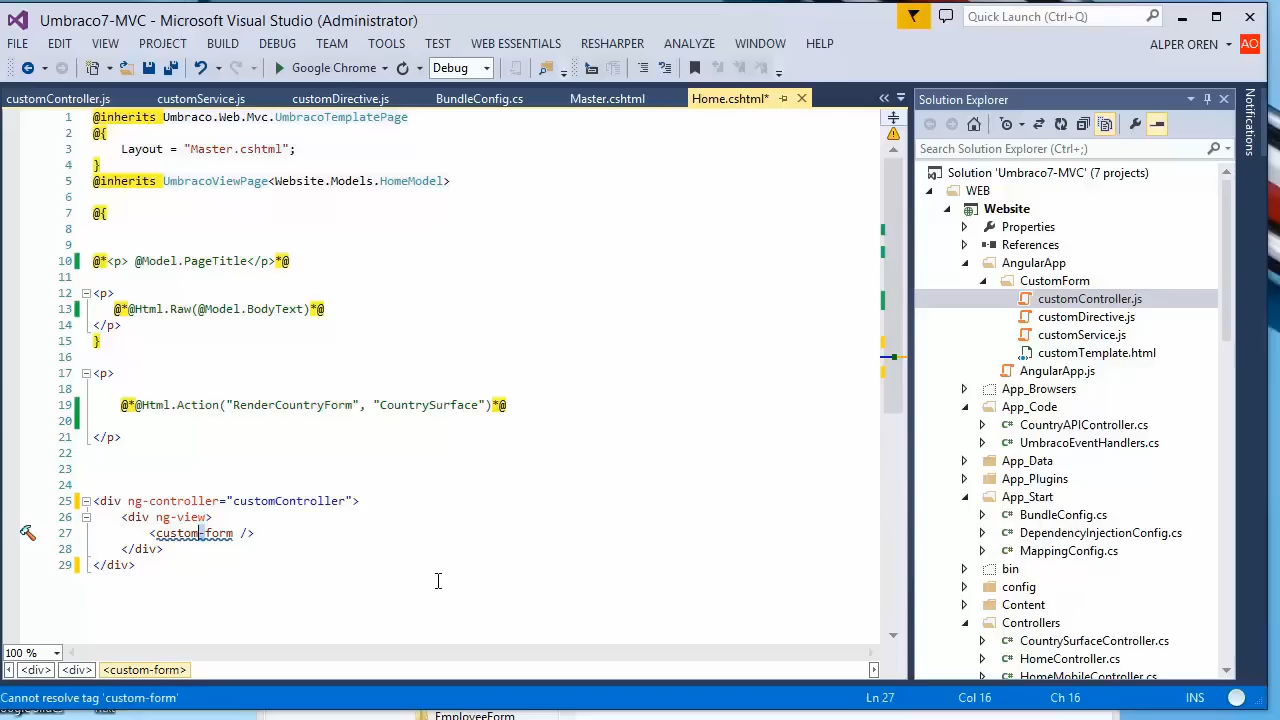 Umbraco7-MVC - Microsoft Visual Studio (Administrator)
Quick Launch (Ctrl+Q)
FILE EDIT VIEW PROJECT BUILD DEBUG TEAM TOOLS TEST WEB ESSENTIALS RESHARPER ANALYZE WINDOW HELP
ALPER OREN AO
Google Chrome
Debug
customController.js customService.js customDirective.js BundleConfig.cs Master.cshtml Home.cshtml*
1 @inherits Umbraco.Web.Mvc.UmbracoTemplatePage
2 @{
3 Layout = "Master.cshtml";
4 }
5 @inherits UmbracoViewPage<Website.Models.HomeModel>
6
7 @{
8
9
10 @*<p> @Model.PageTitle</p>*@
11
12 <p>
13 @*@Html.Raw(@Model.BodyText)*@
14 </p>
15 }
16
17 <p>
18
19 @*@Html.Action("RenderCountryForm", "CountrySurface")*@
20
21 </p>
22
23
24
25 <div ng-controller="customController">
26 <div ng-view>
27 <custom-form />
28 </div>
29 </div>
100 %
<div> <div> <custom-form>
Cannot resolve tag 'custom-form'
Ln 27 Col 16 Ch 16 INS
Solution Explorer
Search Solution Explorer (Ctrl+;)
Solution 'Umbraco7-MVC' (7 projects)
WEB
Website
Properties
References
AngularApp
CustomForm
customController.js
customDirective.js
customService.js
customTemplate.html
AngularApp.js
App_Browsers
App_Code
CountryAPIController.cs
UmbracoEventHandlers.cs
App_Data
App_Plugins
App_Start
BundleConfig.cs
DependencyInjectionConfig.cs
MappingConfig.cs
bin
config
Content
Controllers
CountrySurfaceController.cs
HomeController.cs
HomeMobileController.cs
Notifications
EmployeeForm